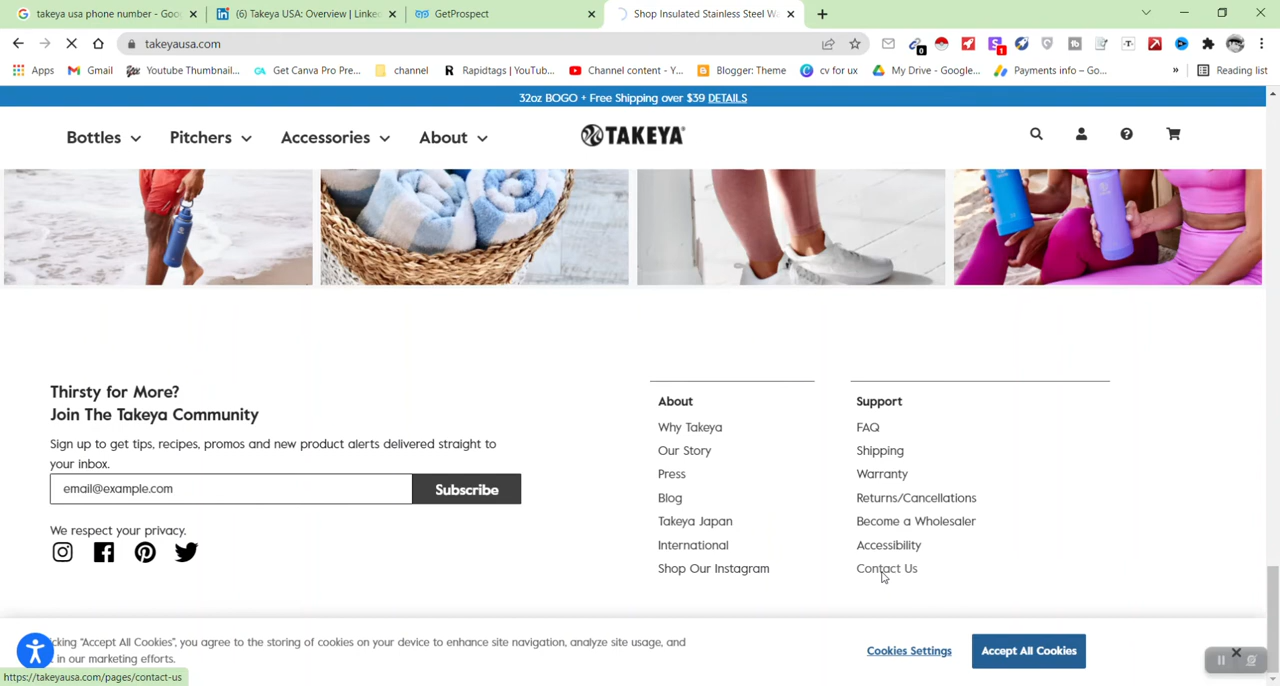 takeya usa phone number - Goo
(6) Takeya USA: Overview | Linke
GetProspect
Shop Insulated Stainless Steel Wa
takeyausa.com
0
1
Apps
Gmail
Youtube Thumbnail...
Get Canva Pro Pre...
channel
Rapidtags | YouTub...
Channel content - Y...
Blogger: Theme
cv for ux
My Drive - Google...
Payments info – Go...
»
Reading list
32oz BOGO + Free Shipping over $39 DETAILS
Bottles
Pitchers
Accessories
About
TAKEYA
Thirsty for More?
Join The Takeya Community
Sign up to get tips, recipes, promos and new product alerts delivered straight to
your inbox.
email@example.com
Subscribe
We respect your privacy.
About
Why Takeya
Our Story
Press
Blog
Takeya Japan
International
Shop Our Instagram
Support
FAQ
Shipping
Warranty
Returns/Cancellations
Become a Wholesaler
Accessibility
Contact Us
icking “Accept All Cookies”, you agree to the storing of cookies on your device to enhance site navigation, analyze site usage, and
t in our marketing efforts.
Cookies Settings
Accept All Cookies
https://takeyausa.com/pages/contact-us